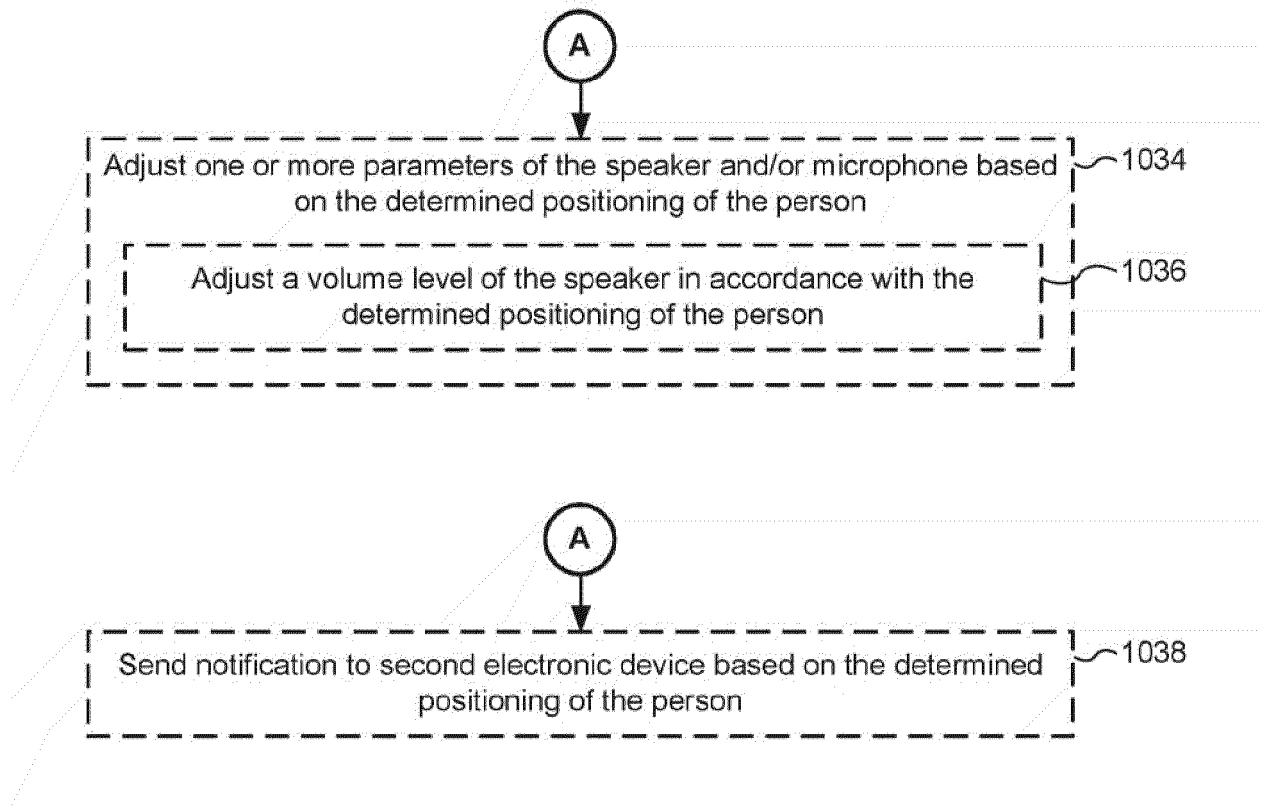 A
Adjust one or more parameters of the speaker and/or microphone based
on the determined positioning of the person
1034
Adjust a volume level of the speaker in accordance with the
determined positioning of the person
1036
A
Send notification to second electronic device based on the determined
positioning of the person
1038